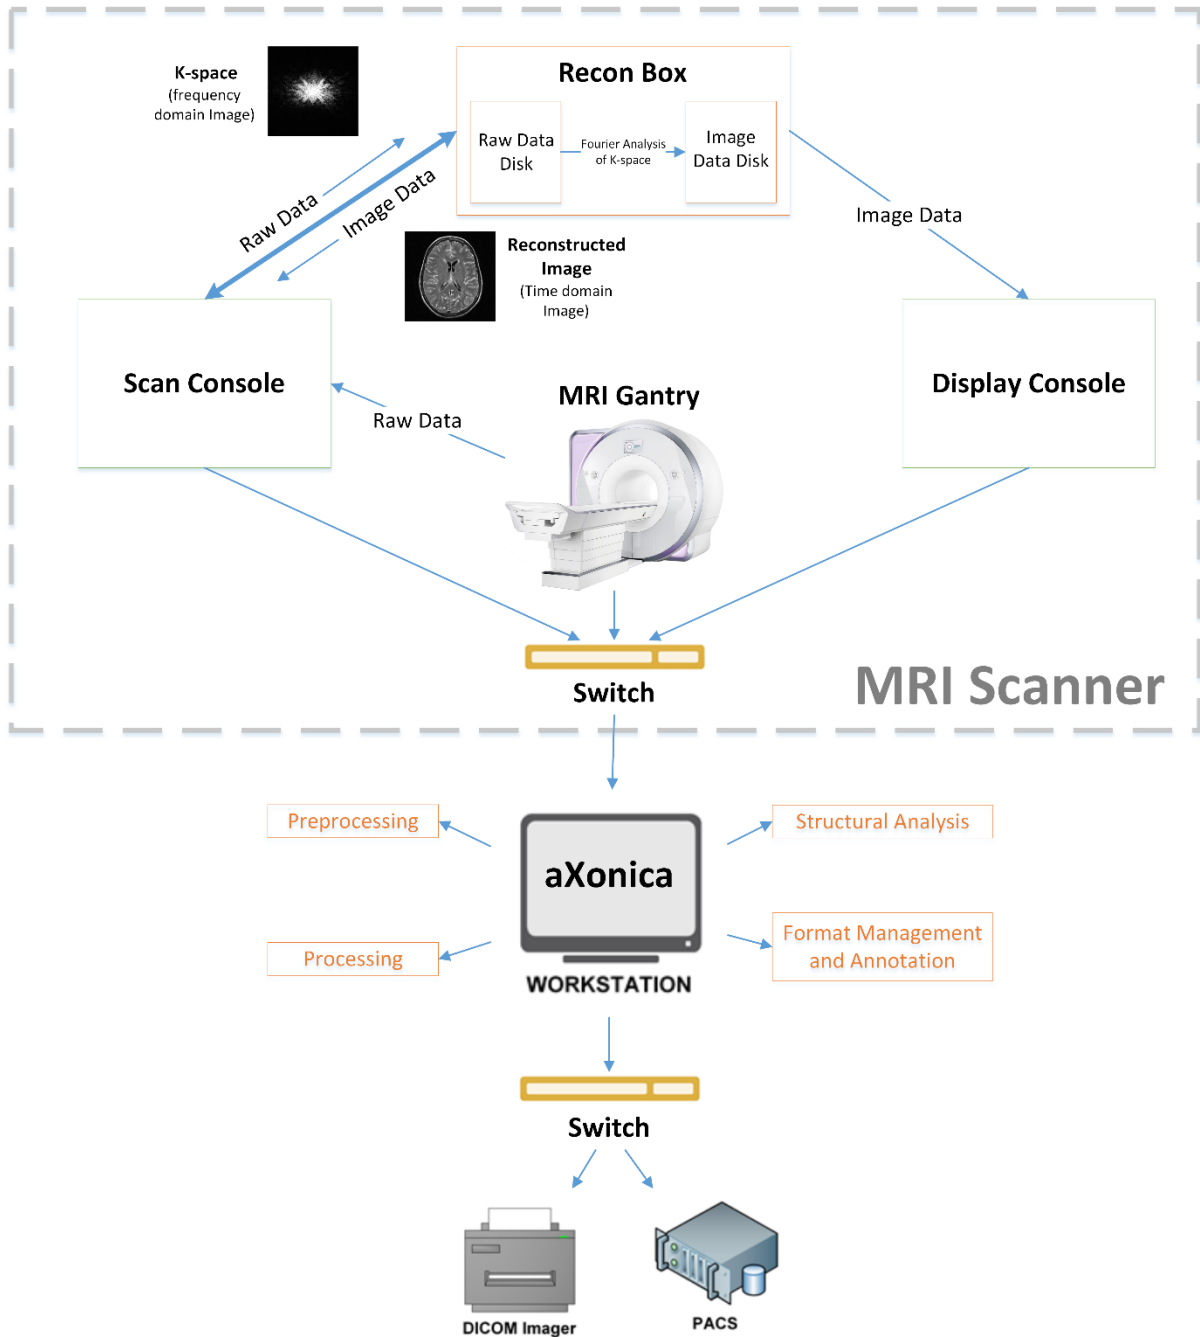 K-space
(frequency
domain Image)
Recon Box
Raw Data
Disk
Fourier Analysis
of K-space
Image
Data Disk
Raw Data
Image Data
Image Data
Reconstructed
Image
(Time domain
Image)
Scan Console
MRI Gantry
Display Console
Raw Data
Switch
MRI Scanner
Preprocessing
Structural Analysis
aXonica
Processing
Format Management
and Annotation
WORKSTATION
Switch
DICOM Imager
PACS